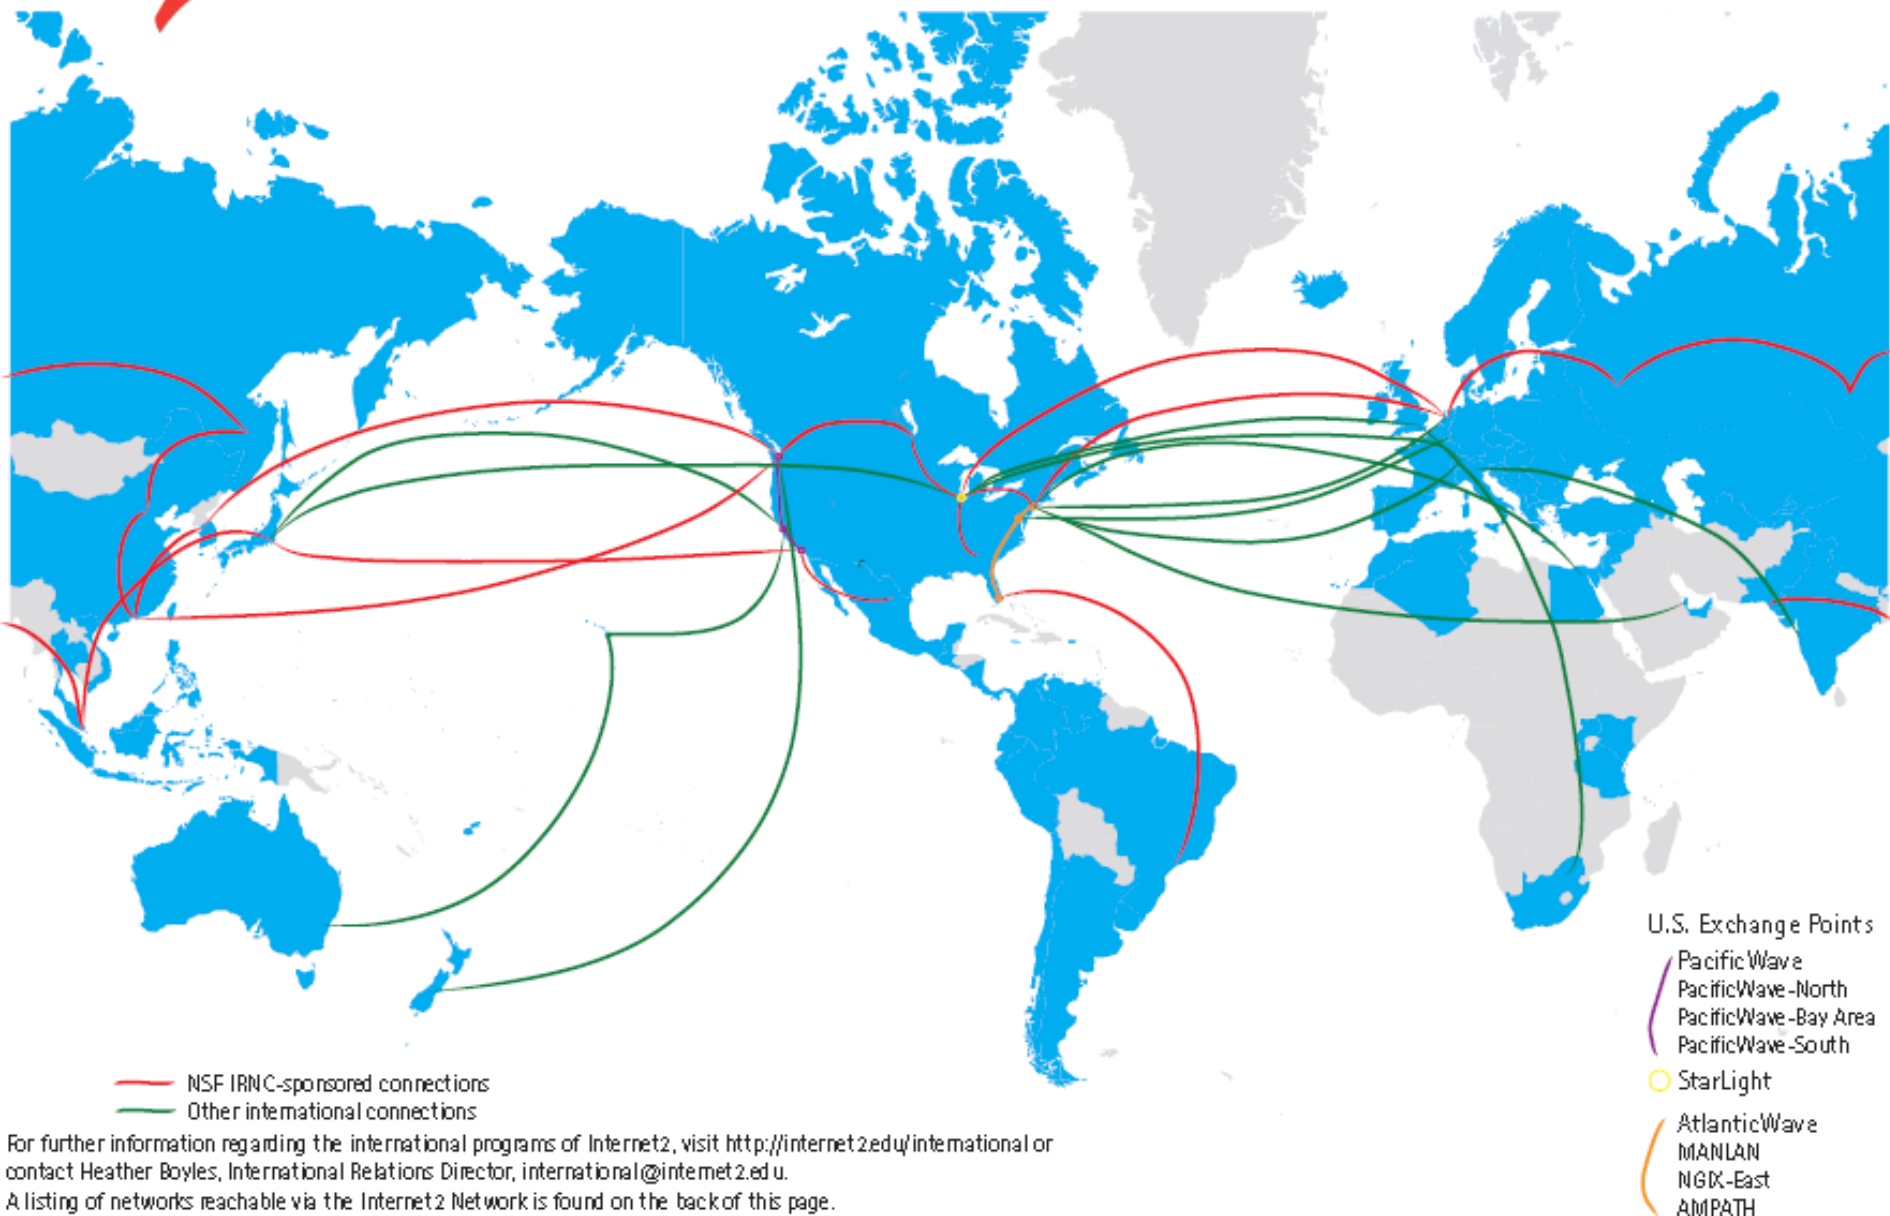 U.S. Exchange Points
PacificWave
PacificWave-North
PacificWave-Bay Area
PacificWave-South
StarLight
AtlanticWave
MANLAN
NGIX-East
AMPATH
NSF IRNC-sponsored connections
Other international connections
For further information regarding the international programs of Internet2, visit http://internet2.edu/international or
contact Heather Boyles, International Relations Director, international@internet2.edu.
A listing of networks reachable via the Internet2 Network is found on the back of this page.